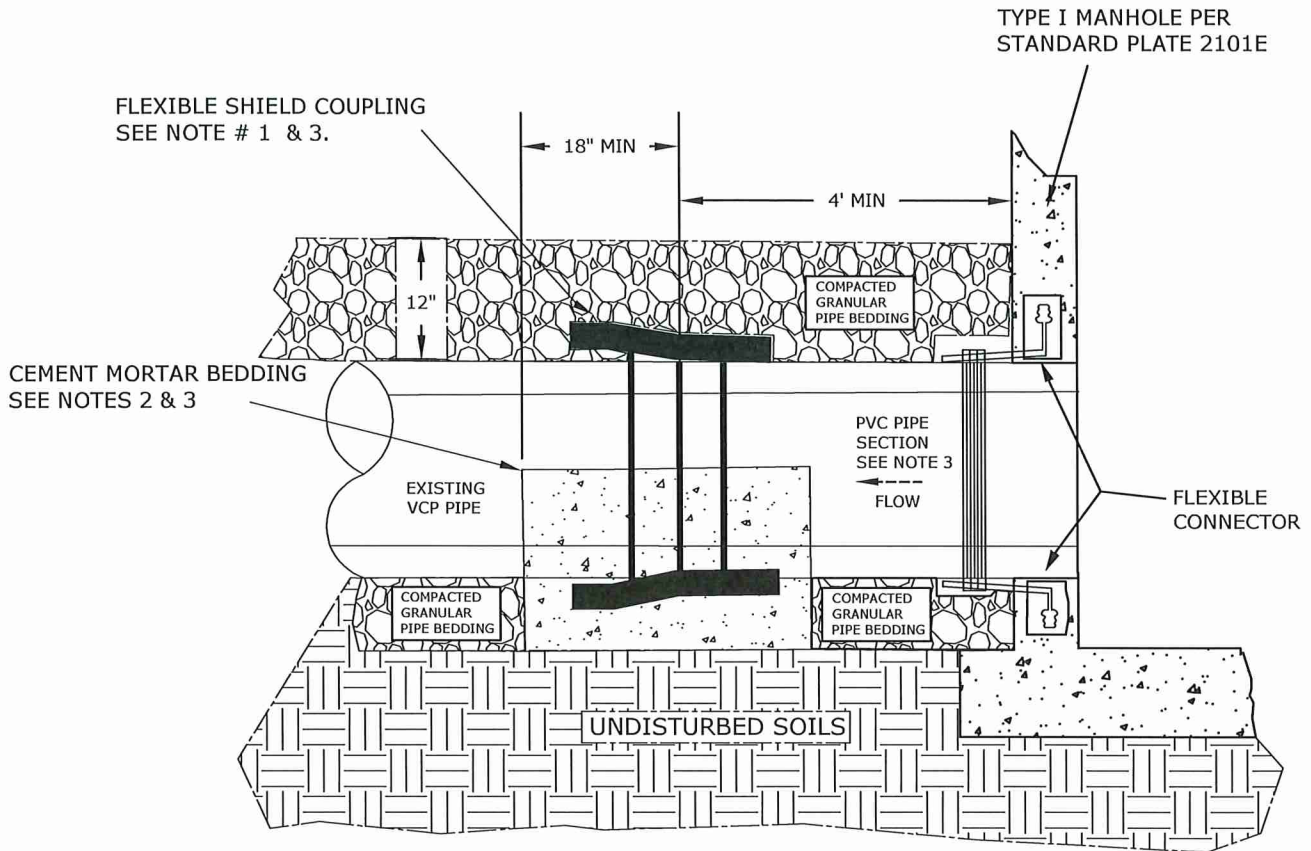 TYPE I MANHOLE PER
STANDARD PLATE 2101E
FLEXIBLE SHIELD COUPLING
SEE NOTE # 1 & 3.
18" MIN
4' MIN
12"
COMPACTED
GRANULAR
PIPE BEDDING
CEMENT MORTAR BEDDING
SEE NOTES 2 & 3
EXISTING
VCP PIPE
PVC PIPE
SECTION
SEE NOTE 3
FLOW
FLEXIBLE
CONNECTOR
COMPACTED
GRANULAR
PIPE BEDDING
COMPACTED
GRANULAR
PIPE BEDDING
UNDISTURBED SOILS